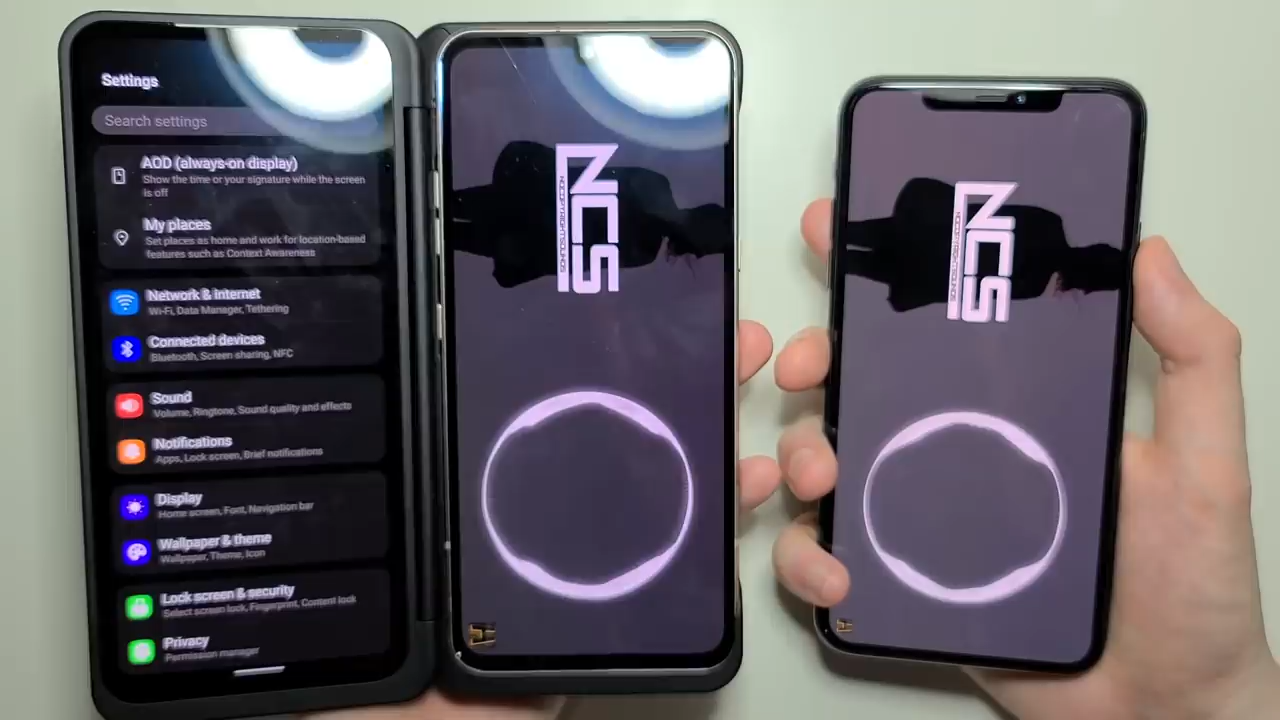 Settings
Search settings
AOD (always-on display)
Show the time or your signature while the screen
is off
My places
Set places as home and work for location-based
features such as Context Awareness
Network & internet
Wi-Fi, Data Manager, Tethering
Connected devices
Bluetooth, Screen sharing, NFC
Sound
Volume, Ringtone, Sound quality and effects
Notifications
Apps, Lock screen, Brief notifications
Display
Home screen, Font, Navigation bar
Wallpaper & theme
Wallpaper, Theme, Icon
Lock screen & security
Select screen lock, Fingerprint, Content lock
Privacy
Permission manager
NCS
NOCOPYRIGHTSOUNDS
NCS
NOCOPYRIGHTSOUNDS